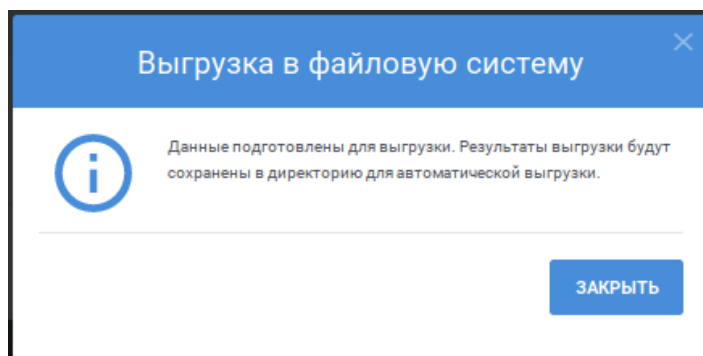 Выгрузка в файловую систему
Данные подготовлены для выгрузки. Результаты выгрузки будут
сохранены в директорию для автоматической выгрузки.
ЗАКРЫТЬ